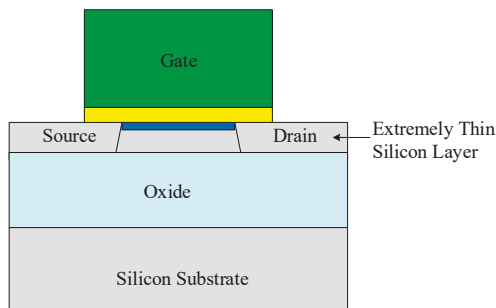 Gate
Source
Drain
Extremely Thin
Silicon Layer
Oxide
Silicon Substrate